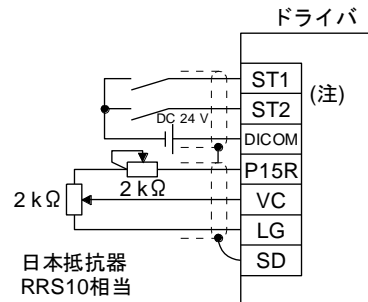 ドライバ
ST1
(注)
ST2
DC 24 V
DICOM
P15R
2 kΩ
2 kΩ
VC
LG
日本抵抗器
RRS10相当
SD